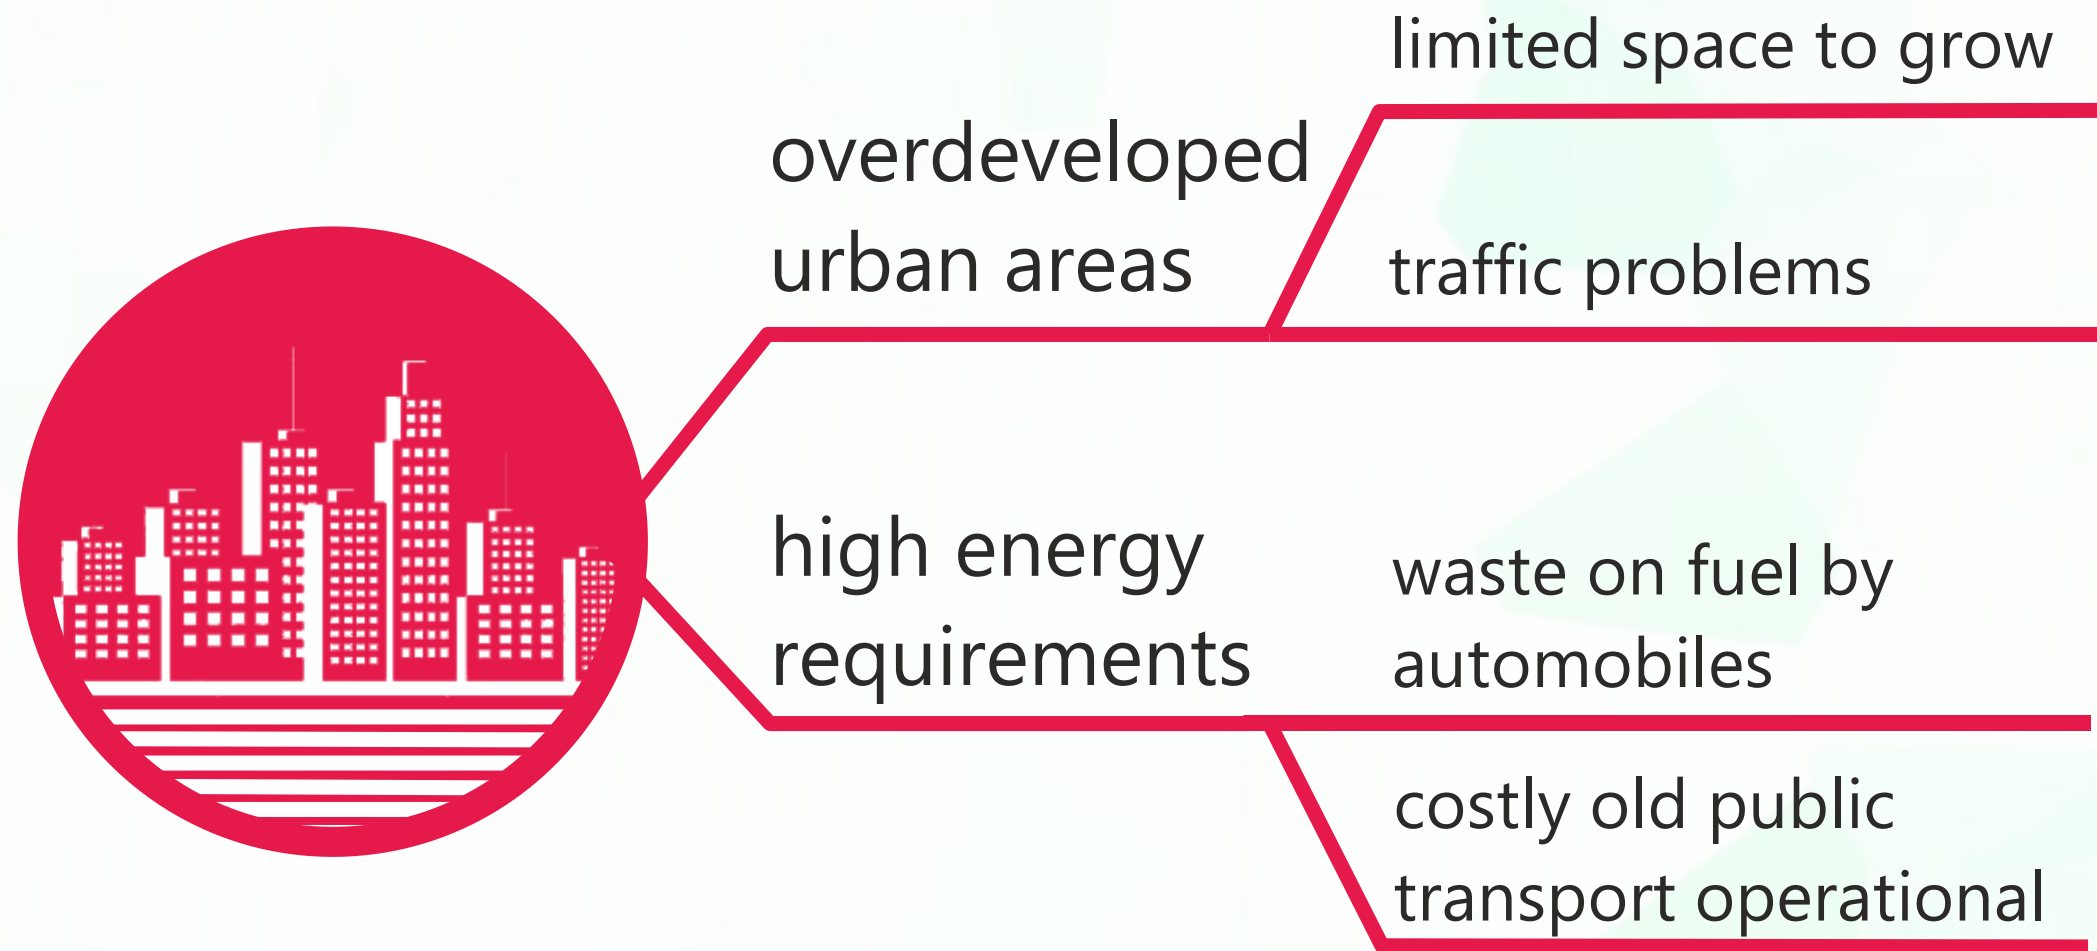 limited space to grow
overdeveloped
urban areas
traffic problems
high energy
requirements
waste on fuel by
automobiles
costly old public
transport operational